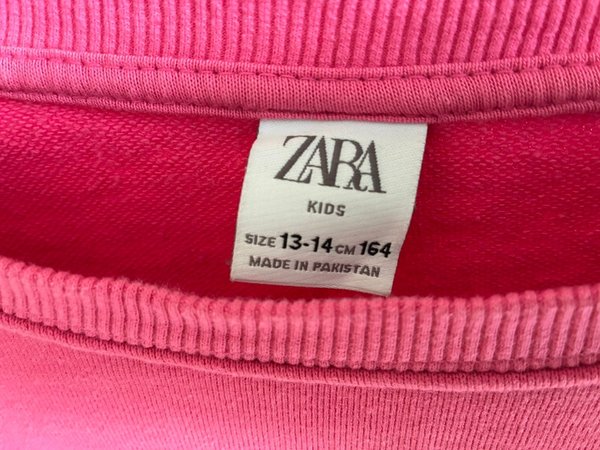 ZARA
KIDS
SIZE 13-14 CM 164
MADE IN PAKISTAN